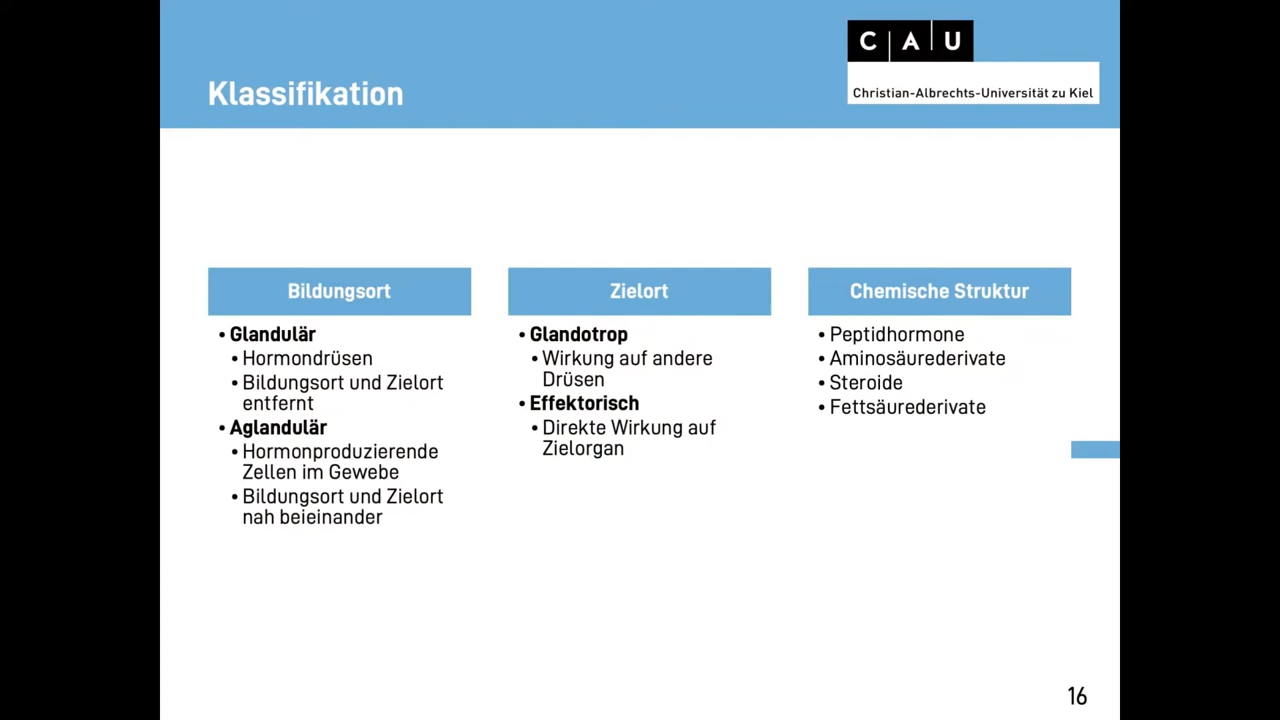 Klassifikation
C A U
Christian-Albrechts-Universität zu Kiel
Bildungsort
• Glandulär
• Hormondrüsen
• Bildungsort und Zielort
entfernt
• Aglandulär
• Hormonproduzierende
Zellen im Gewebe
• Bildungsort und Zielort
nah beieinander
Zielort
• Glandotrop
• Wirkung auf andere
Drüsen
• Effektorisch
• Direkte Wirkung auf
Zielorgan
Chemische Struktur
• Peptidhormone
• Aminosäurederivate
• Steroide
• Fettsäurederivate
16